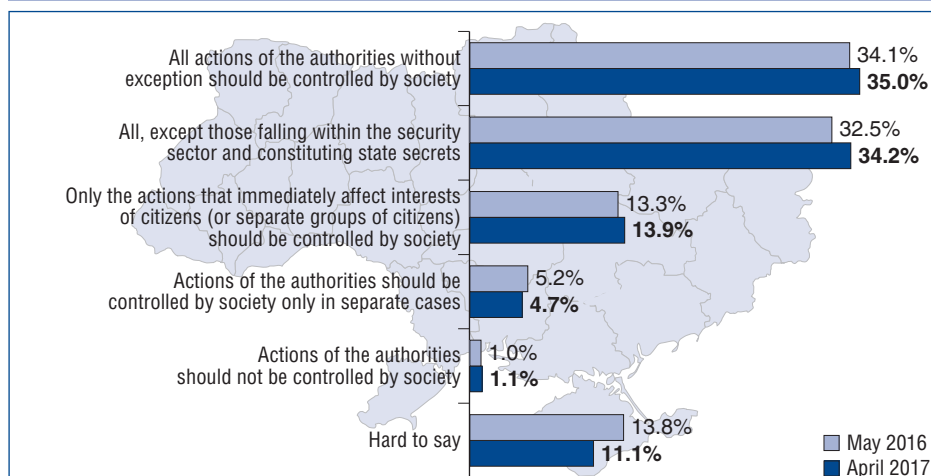 All actions of the authorities without
exception should be controlled by society
34.1%
35.0%
All, except those falling within the security
sector and constituting state secrets
32.5%
34.2%
Only the actions that immediately affect interests
of citizens (or separate groups of citizens)
should be controlled by society
13.3%
13.9%
Actions of the authorities should be
controlled by society only in separate cases
5.2%
4.7%
Actions of the authorities
should not be controlled by society
1.0%
1.1%
Hard to say
13.8%
11.1%
May 2016
April 2017